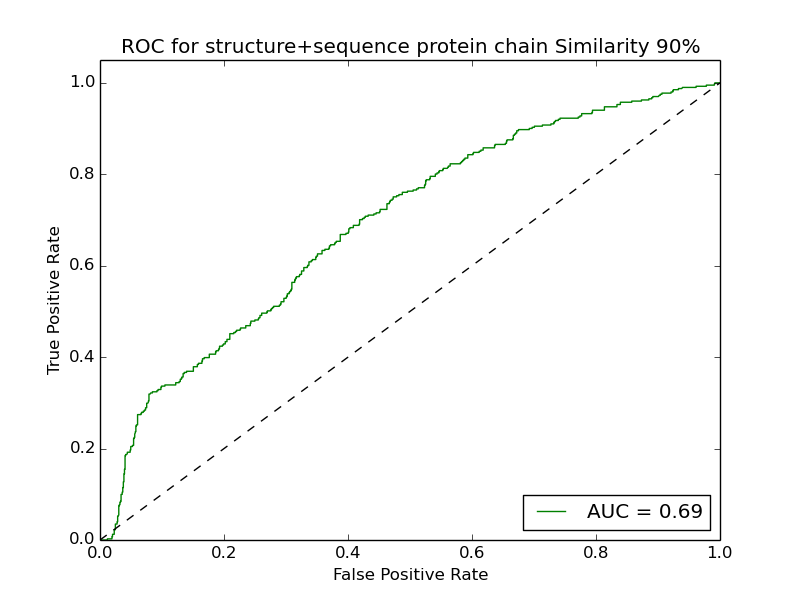 ROC for structure+sequence protein chain Similarity 90%
1.0
0.8
0.6
0.4
0.2
0.0
True Positive Rate
AUC = 0.69
0.0 0.2 0.4 0.6 0.8 1.0
False Positive Rate